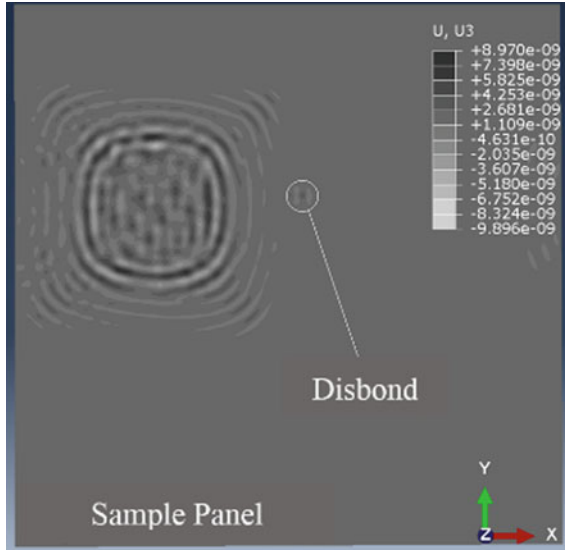 U, U3
+8.970e-09
+7.398e-09
+5.825e-09
+4.253e-09
+2.681e-09
+1.109e-09
-4.631e-10
-2.035e-09
-3.607e-09
-5.180e-09
-6.752e-09
-8.324e-09
-9.896e-09
Disbond
Sample Panel
Y
Z
X